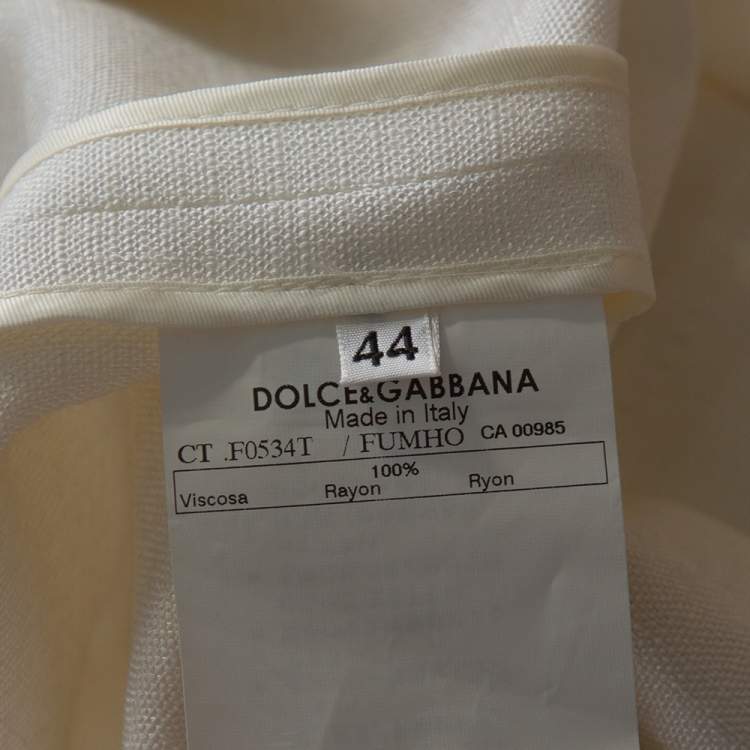 44
DOLCE&GABBANA
Made in Italy
CT .F0534T / FUMHO CA 00985
100%
Viscosa Rayon Ryon